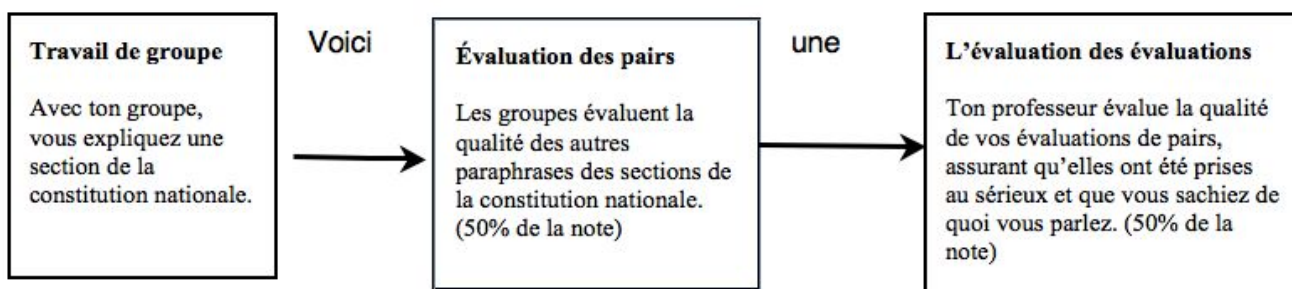 Travail de groupe
Avec ton groupe,
vous expliquez une
section de la
constitution nationale.
Voici
Évaluation des pairs
Les groupes évaluent la
qualité des autres
paraphrases des sections de
la constitution nationale.
(50% de la note)
une
L’évaluation des évaluations
Ton professeur évalue la qualité
de vos évaluations de pairs,
assurant qu’elles ont été prises
au sérieux et que vous sachiez de
quoi vous parlez. (50% de la
note)